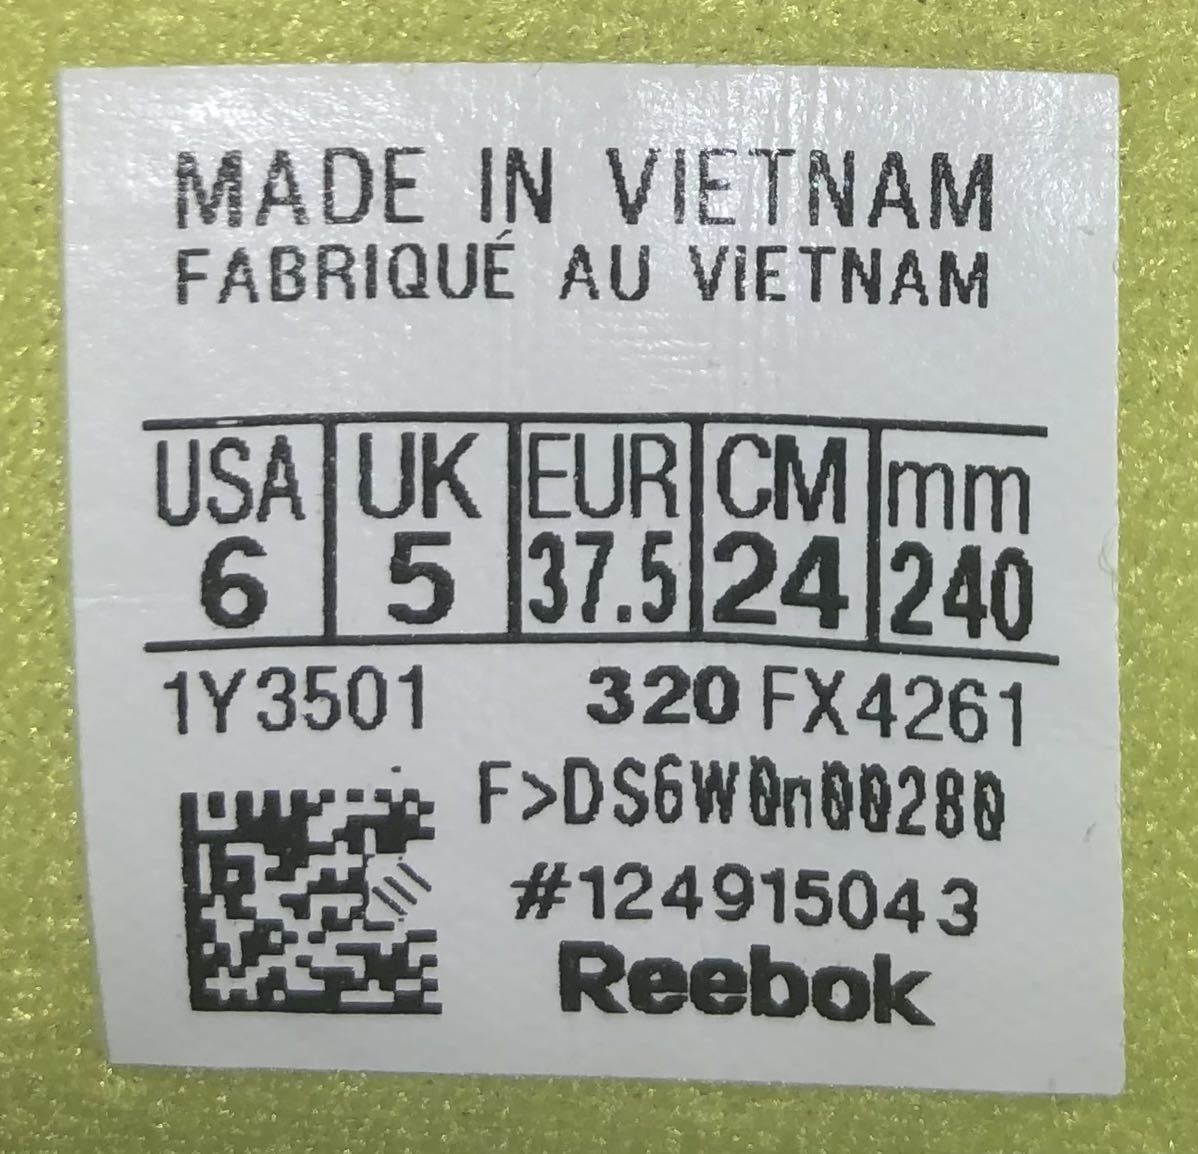 MADE IN VIETNAM
FABRIQUÉ AU VIETNAM
USA UK EUR CM mm
6 5 37.5 24 240
1Y3501 320 FX4261
F>DS6W0n00280
#124915043
Reebok